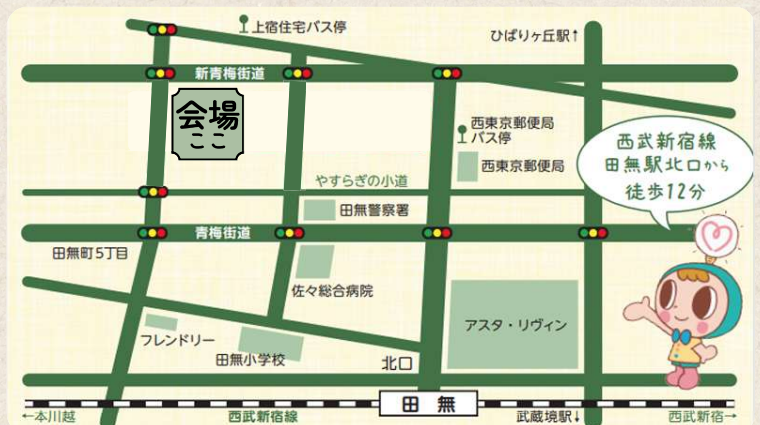 上宿住宅バス停
ひばりヶ丘駅↑
新青梅街道
会場
ここ
西東京郵便局
バス停
西東京郵便局
西武新宿線
田無駅北口から
徒歩12分
やすらぎの小道
田無警察署
青梅街道
田無町5丁目
佐々総合病院
フレンドリー
田無小学校
アスタ・リヴィン
北口
田 無
←本川越
西武新宿線
武蔵境駅↓
西武新宿→